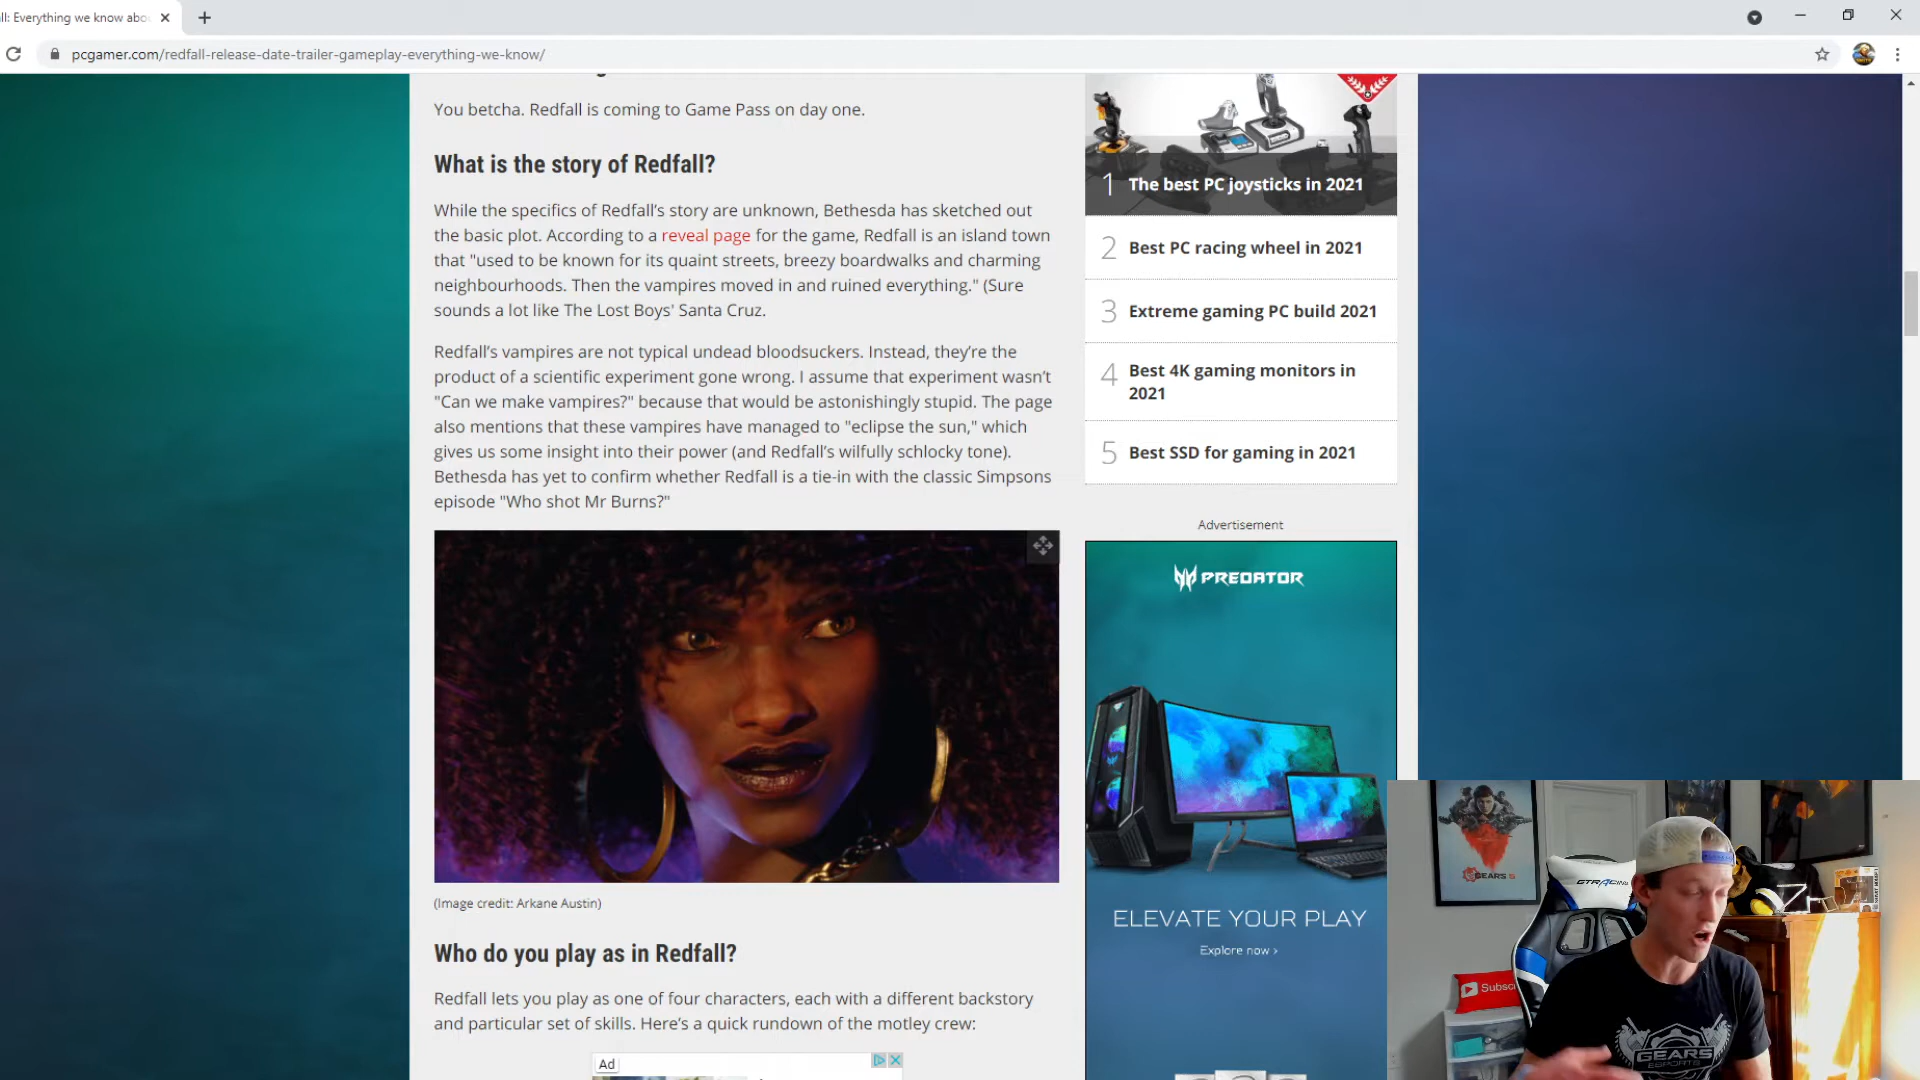 ll: Everything we know abo
pcgamer.com/redfall-release-date-trailer-gameplay-everything-we-know/
You betcha. Redfall is coming to Game Pass on day one.
What is the story of Redfall?
While the specifics of Redfall's story are unknown, Bethesda has sketched out
the basic plot. According to a reveal page for the game, Redfall is an island town
that "used to be known for its quaint streets, breezy boardwalks and charming
neighbourhoods. Then the vampires moved in and ruined everything." (Sure
sounds a lot like The Lost Boys' Santa Cruz.
Redfall's vampires are not typical undead bloodsuckers. Instead, they're the
product of a scientific experiment gone wrong. I assume that experiment wasn't
"Can we make vampires?" because that would be astonishingly stupid. The page
also mentions that these vampires have managed to "eclipse the sun," which
gives us some insight into their power (and Redfall's wilfully schlocky tone).
Bethesda has yet to confirm whether Redfall is a tie-in with the classic Simpsons
episode "Who shot Mr Burns?"
(Image credit: Arkane Austin)
Who do you play as in Redfall?
Redfall lets you play as one of four characters, each with a different backstory
and particular set of skills. Here's a quick rundown of the motley crew:
Ad
1 The best PC joysticks in 2021
2 Best PC racing wheel in 2021
3 Extreme gaming PC build 2021
4 Best 4K gaming monitors in
2021
5 Best SSD for gaming in 2021
Advertisement
PREDATOR
ELEVATE YOUR PLAY
Explore now ›
GEARS 5
GTRACING
Subsc
GEARS
ESPORTS